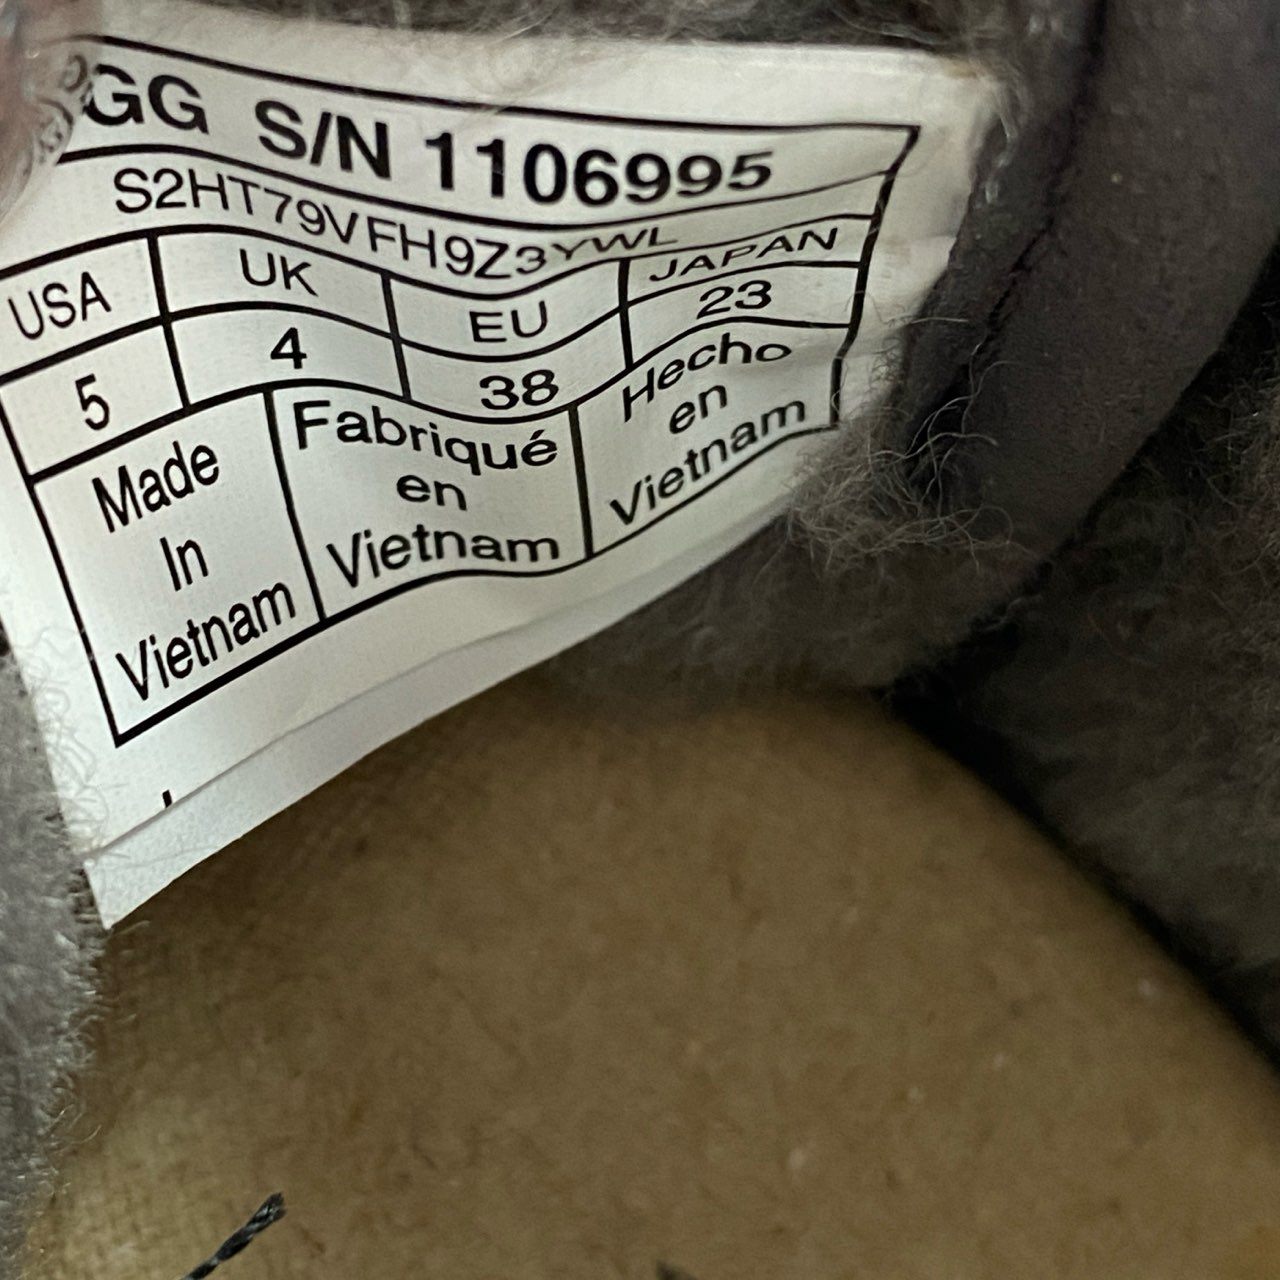 GG S/N 1106995
S2HT79VFH9Z3YWL
USA UK EU JAPAN
5 4 38 23
Made
In
Vietnam
Fabriqué
en
Vietnam
Hecho
en
Vietnam